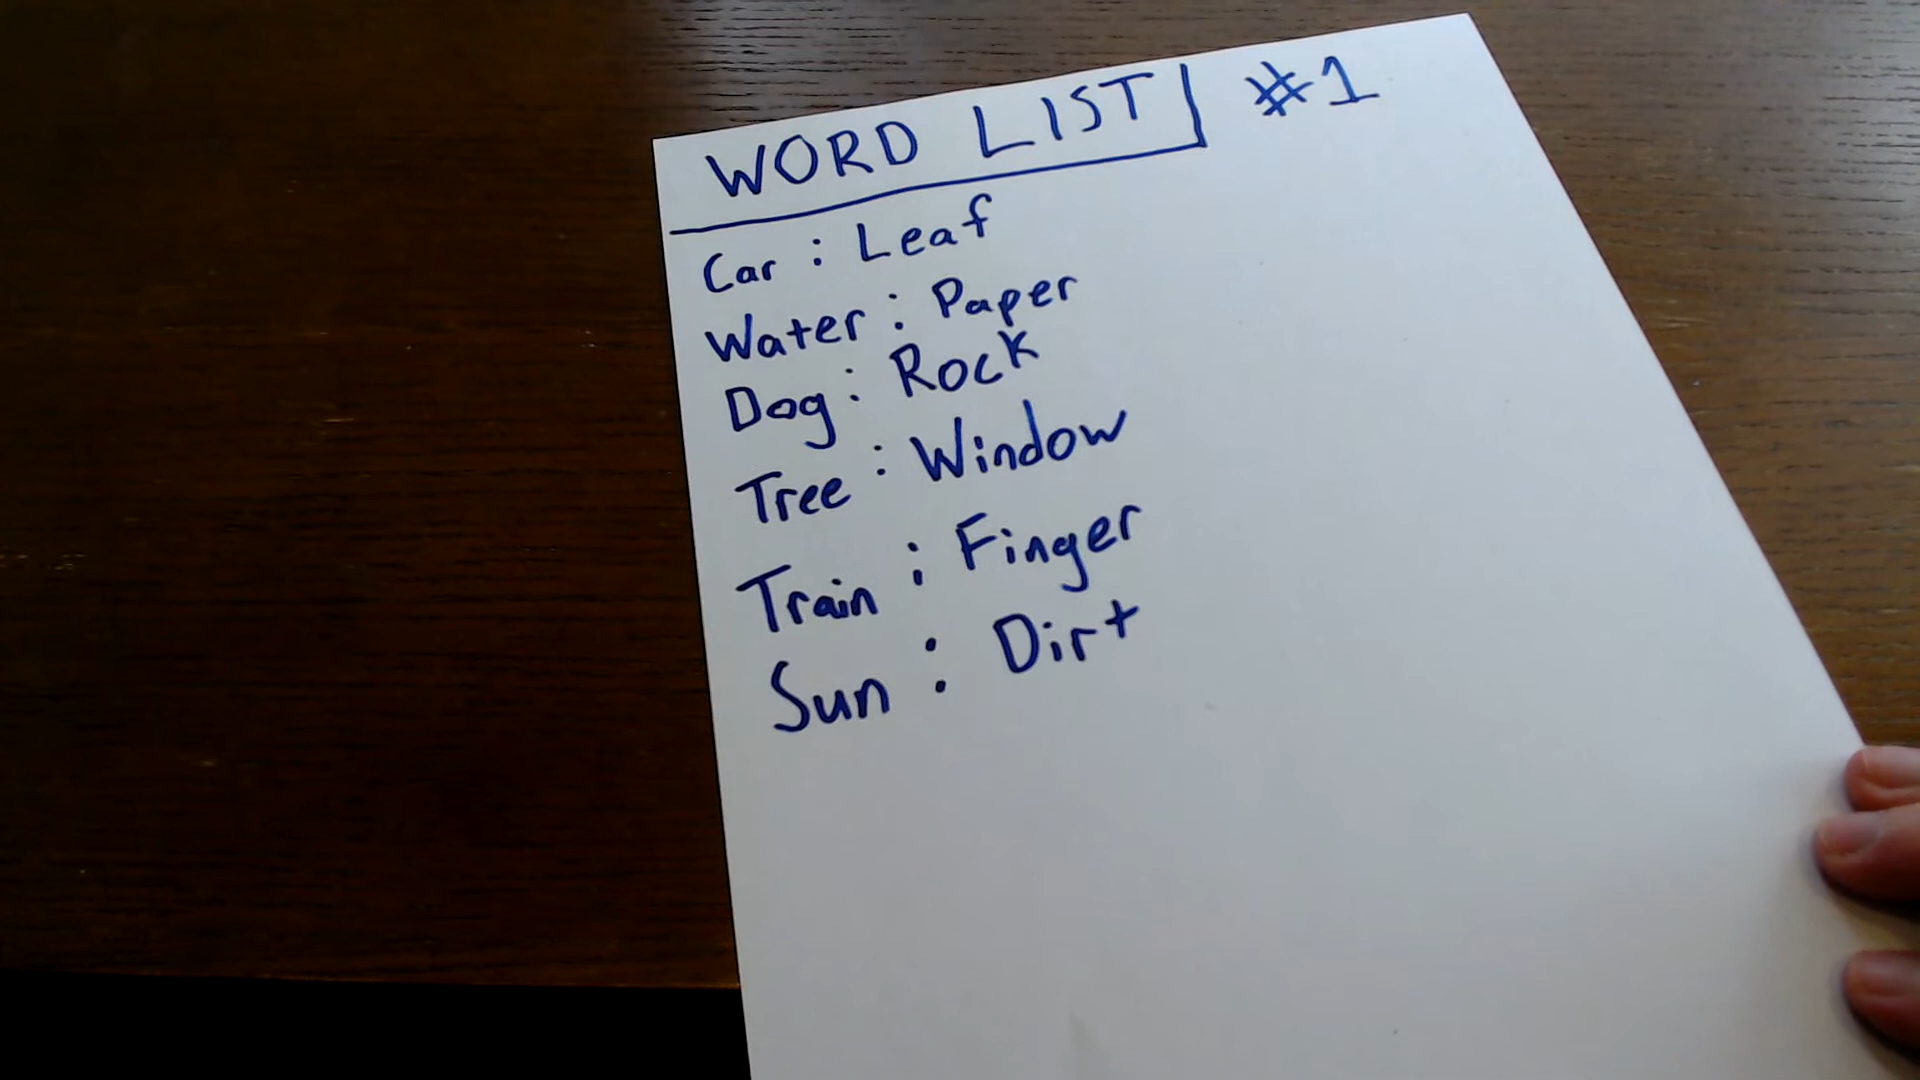 WORD LIST #1
Car : Leaf
Water : Paper
Dog : Rock
Tree : Window
Train : Finger
Sun : Dirt